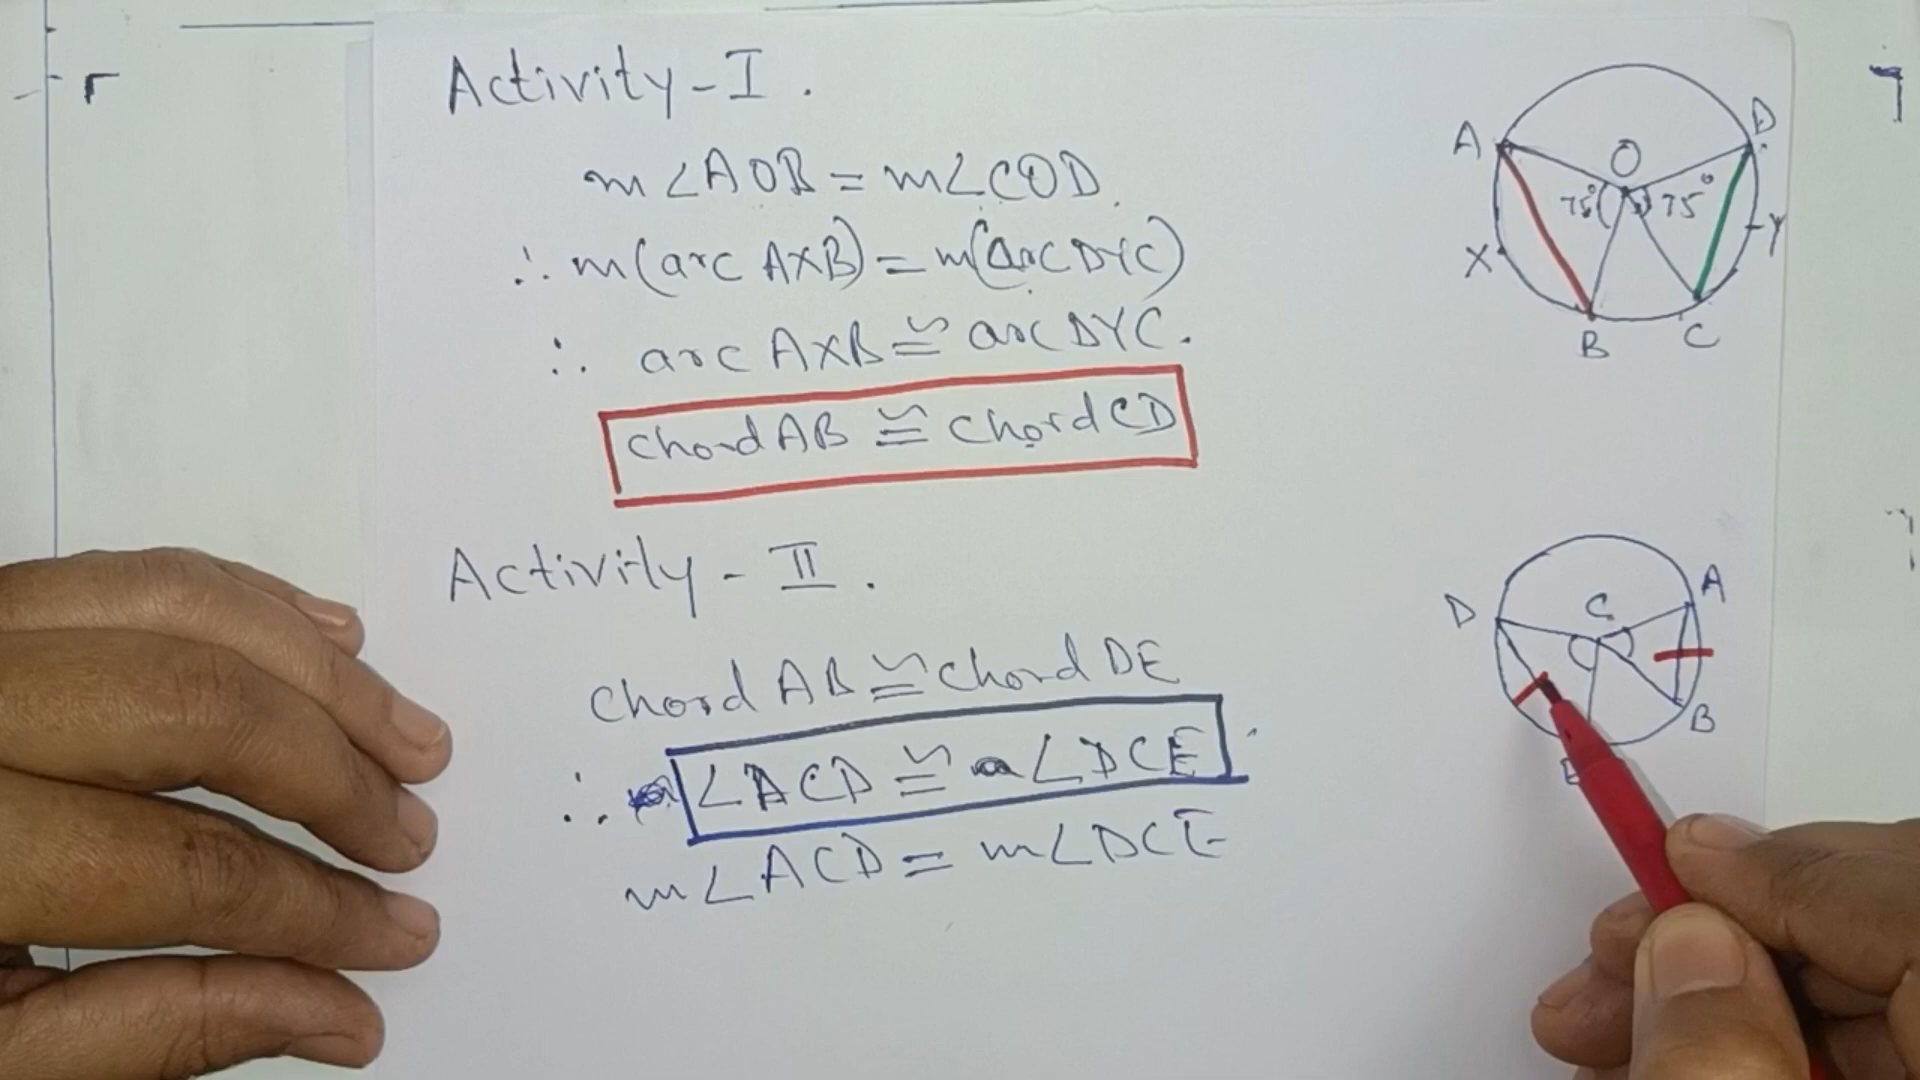 Activity-I.
m∠AOB = m∠COD
∴ m(arc AXB) = m(arc DYC)
∴ arc AXB ≅ arc DYC.
chord AB ≅ chord CD
Activity-II.
chord AB ≅ chord DE
∴ ∠ACD ≅ ∠DCE
m∠ACD = m∠DCE
A
D
O
75°
75°
X
Y
B
C
D
C
A
B